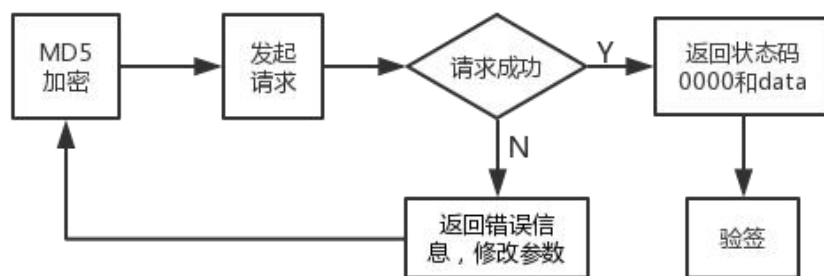 MD5
加密
发起
请求
请求成功
Y
返回状态码
0000和data
N
返回错误信
息，修改参数
验签